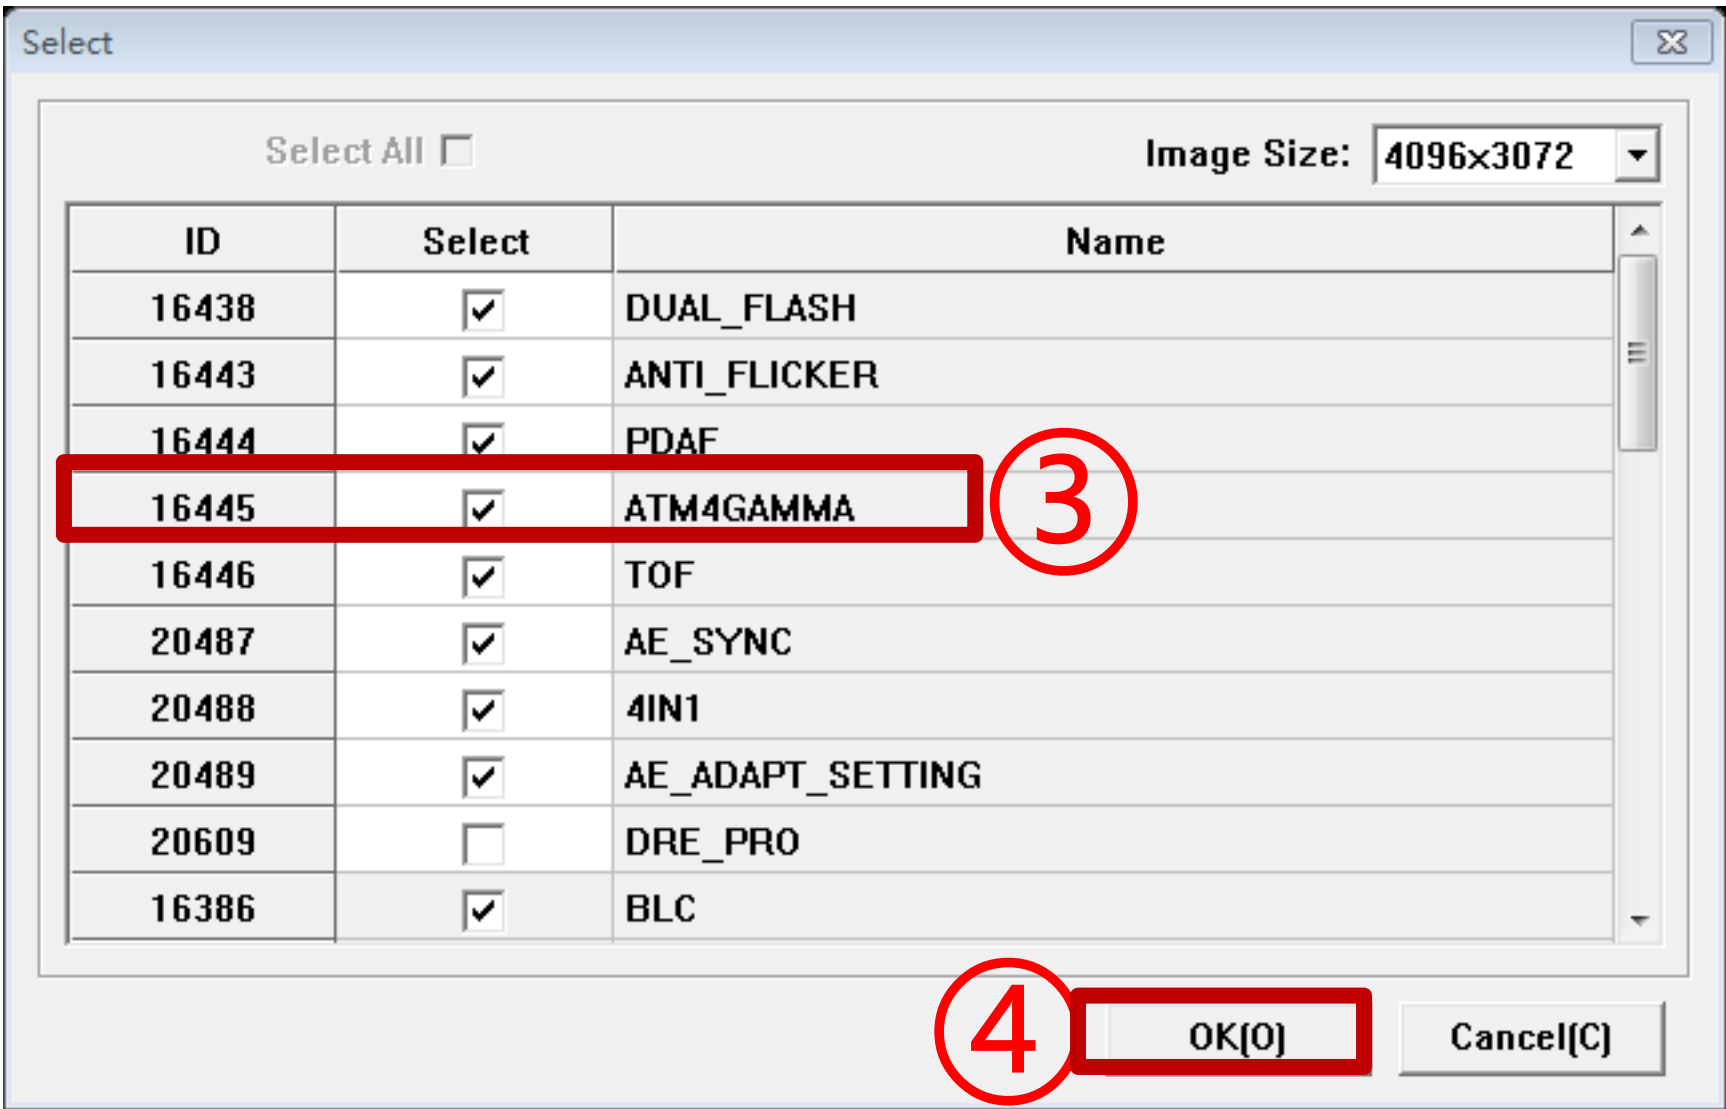 Select
Select All
Image Size: 4096x3072
ID Select Name
16438 DUAL_FLASH
16443 ANTI_FLICKER
16444 PDAF
16445 ATM4GAMMA
③
16446 TOF
20487 AE_SYNC
20488 4IN1
20489 AE_ADAPT_SETTING
20609 DRE_PRO
16386 BLC
④
OK(O) Cancel(C)